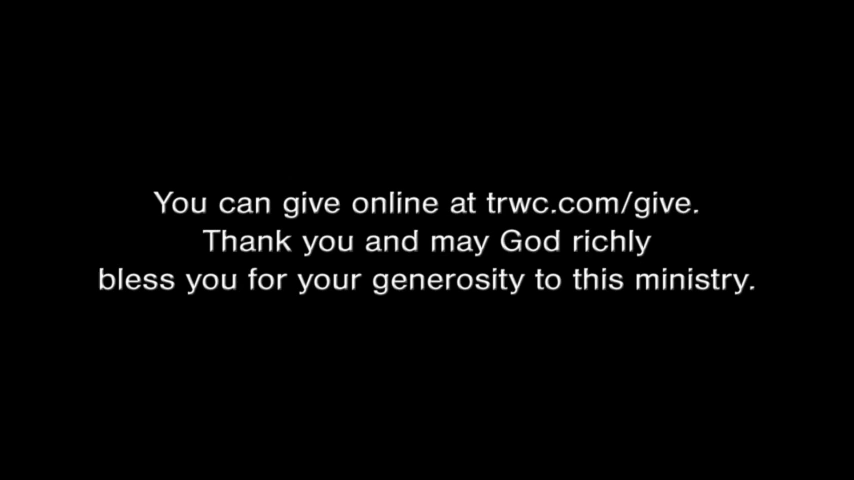 You can give online at trwc.com/give.
Thank you and may God richly
bless you for your generosity to this ministry.